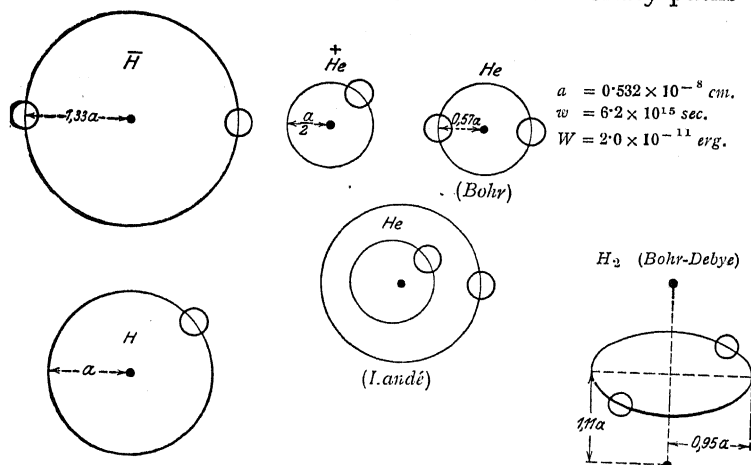 H̅
1,33a
+
He
a
2
He
0,57a
(Bohr)
a = 0·532 × 10⁻⁸ cm.
w = 6·2 × 10¹⁵ sec.
W = 2·0 × 10⁻¹¹ erg.
He
(Landé)
H
a
H₂ (Bohr-Debye)
1,11a
0,95a